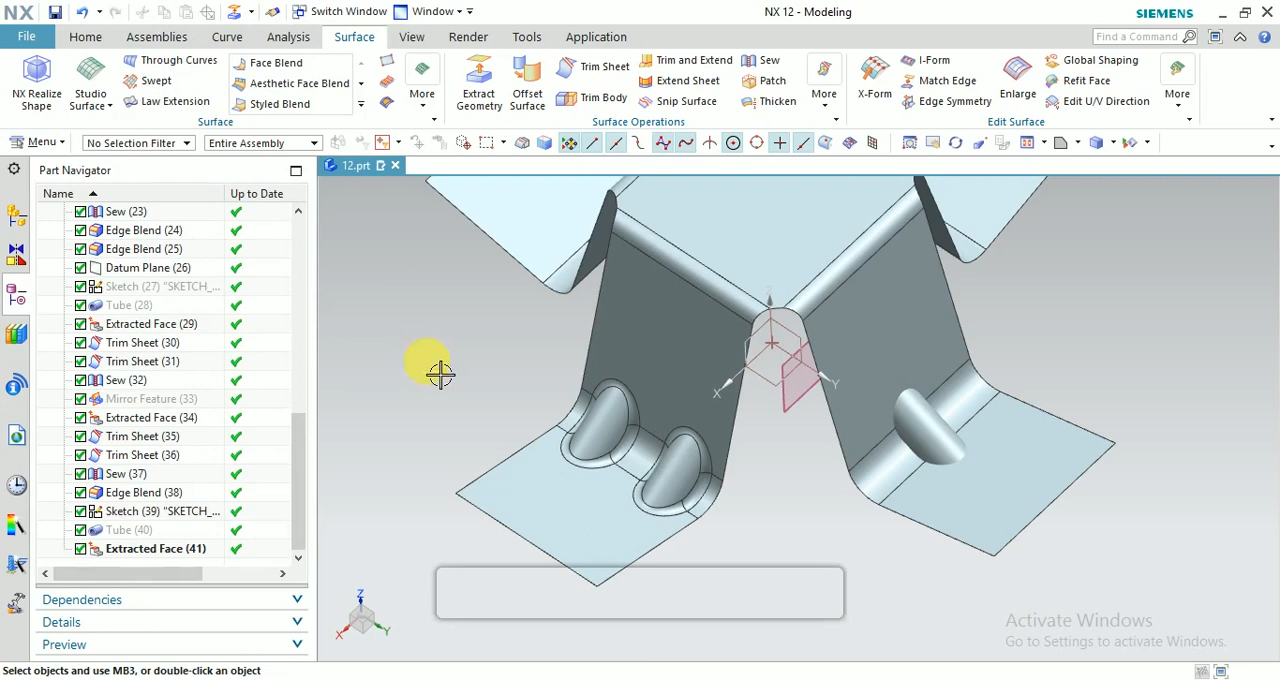 NX
Switch Window
Window
NX 12 - Modeling
SIEMENS
File
Home
Assemblies
Curve
Analysis
Surface
View
Render
Tools
Application
Find a Command
NX Realize Shape
Studio Surface
Through Curves
Swept
Law Extension
Face Blend
Aesthetic Face Blend
Styled Blend
More
Surface
Extract Geometry
Offset Surface
Trim Sheet
Trim Body
Trim and Extend
Extend Sheet
Snip Surface
Sew
Patch
Thicken
More
Surface Operations
X-Form
I-Form
Match Edge
Edge Symmetry
Enlarge
Global Shaping
Refit Face
Edit U/V Direction
More
Edit Surface
Menu
No Selection Filter
Entire Assembly
Part Navigator
12.prt
Name
Up to Date
Sew (23)
Edge Blend (24)
Edge Blend (25)
Datum Plane (26)
Sketch (27) "SKETCH_...
Tube (28)
Extracted Face (29)
Trim Sheet (30)
Trim Sheet (31)
Sew (32)
Mirror Feature (33)
Extracted Face (34)
Trim Sheet (35)
Trim Sheet (36)
Sew (37)
Edge Blend (38)
Sketch (39) "SKETCH_...
Tube (40)
Extracted Face (41)
Dependencies
Details
Preview
Z
X
Y
Z
X
Y
Activate Windows
Go to Settings to activate Windows.
Select objects and use MB3, or double-click an object